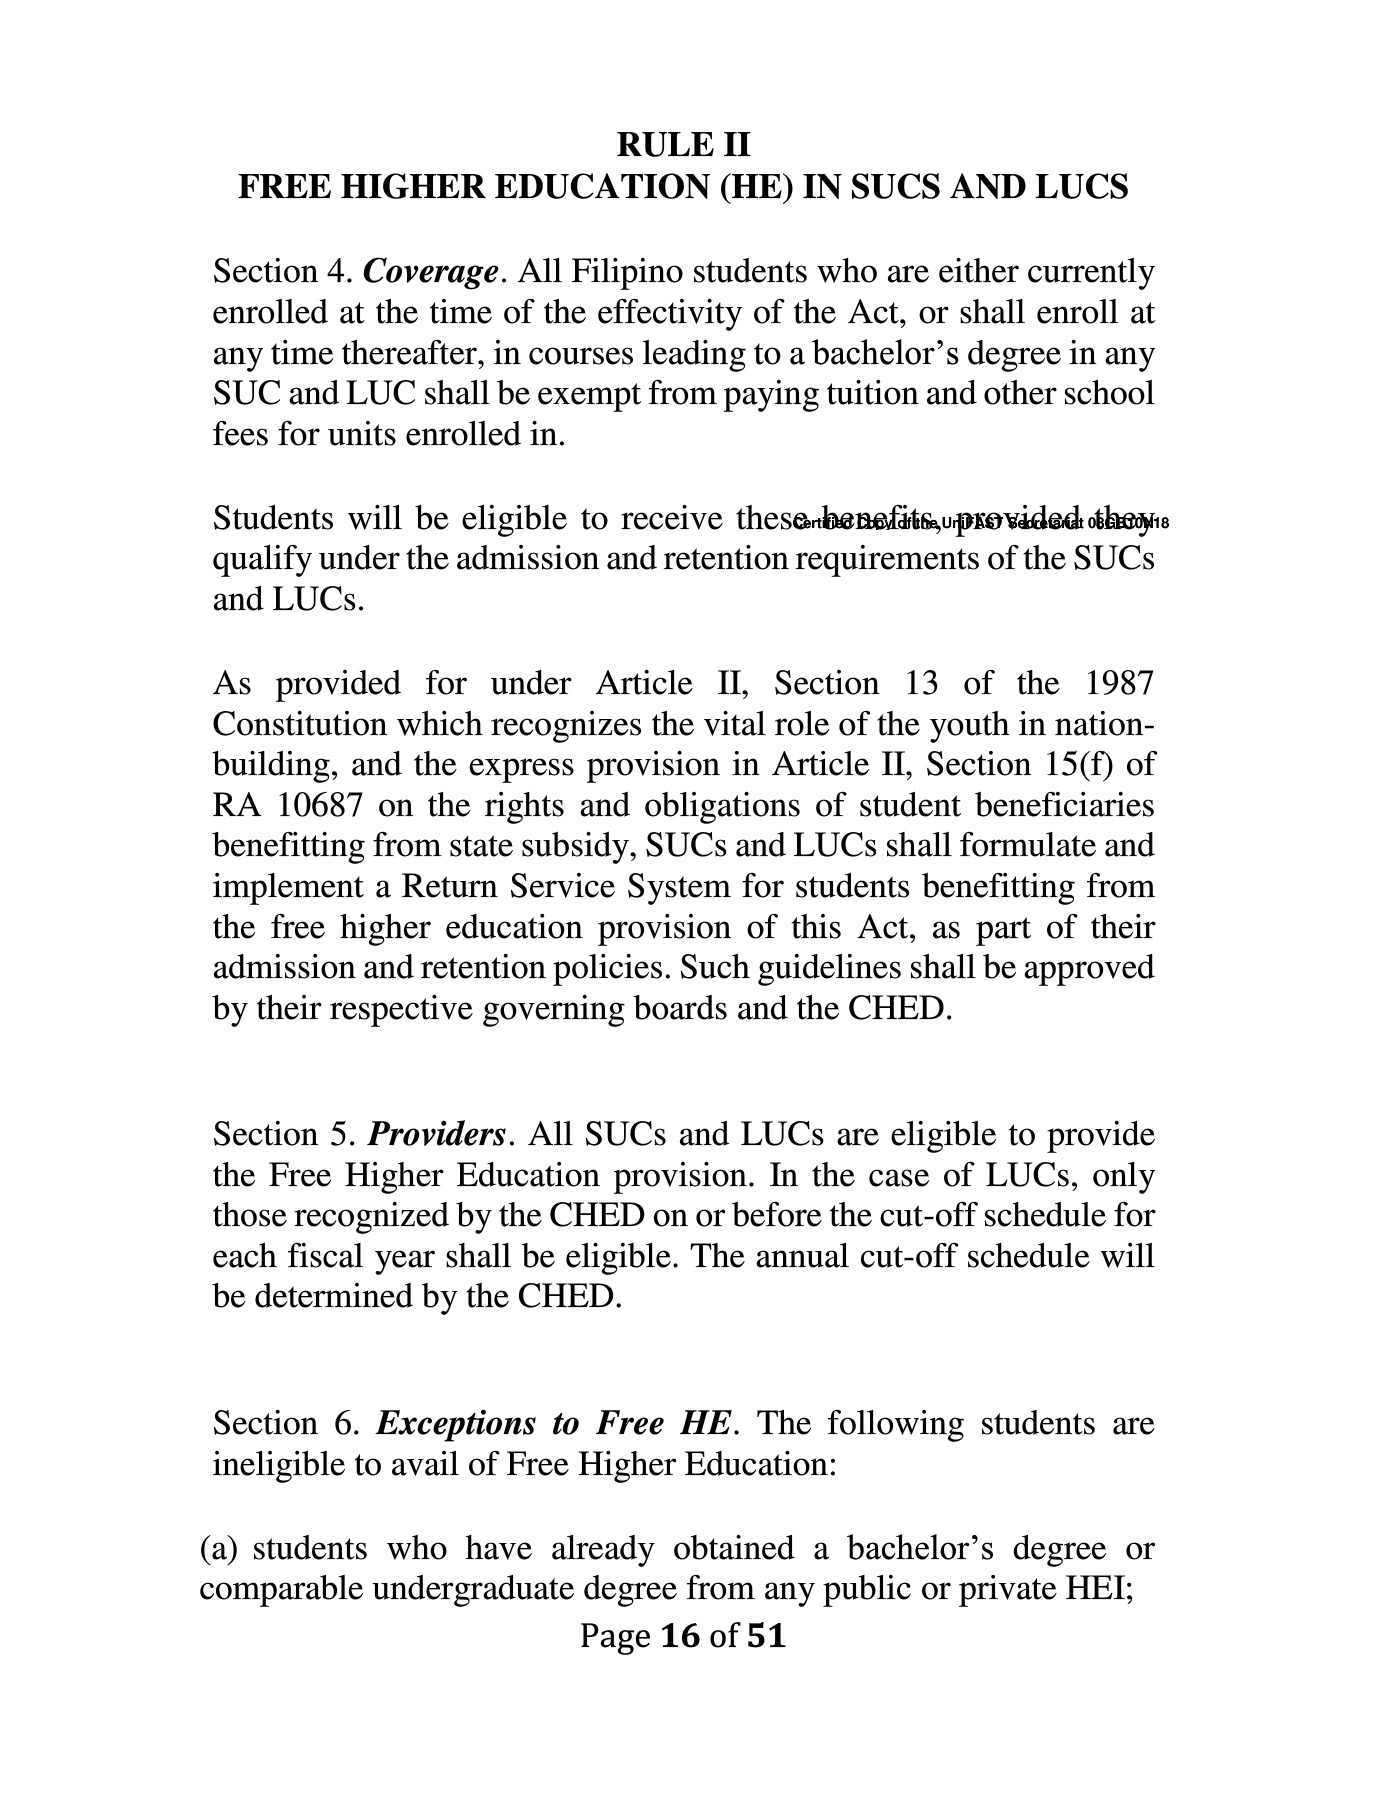 RULE II
FREE HIGHER EDUCATION (HE) IN SUCS AND LUCS
Section 4. Coverage. All Filipino students who are either currently
enrolled at the time of the effectivity of the Act, or shall enroll at
any time thereafter, in courses leading to a bachelor’s degree in any
SUC and LUC shall be exempt from paying tuition and other school
fees for units enrolled in.
Students will be eligible to receive these benefits, provided they
Certified Copy of the UniFAST Secretariat
qualify under the admission and retention requirements of the SUCs
and LUCs.
As provided for under Article II, Section 13 of the 1987
Constitution which recognizes the vital role of the youth in nation-
building, and the express provision in Article II, Section 15(f) of
RA 10687 on the rights and obligations of student beneficiaries
benefitting from state subsidy, SUCs and LUCs shall formulate and
implement a Return Service System for students benefitting from
the free higher education provision of this Act, as part of their
admission and retention policies. Such guidelines shall be approved
by their respective governing boards and the CHED.
Section 5. Providers. All SUCs and LUCs are eligible to provide
the Free Higher Education provision. In the case of LUCs, only
those recognized by the CHED on or before the cut-off schedule for
each fiscal year shall be eligible. The annual cut-off schedule will
be determined by the CHED.
Section 6. Exceptions to Free HE. The following students are
ineligible to avail of Free Higher Education:
(a) students who have already obtained a bachelor’s degree or
comparable undergraduate degree from any public or private HEI;
Page 16 of 51